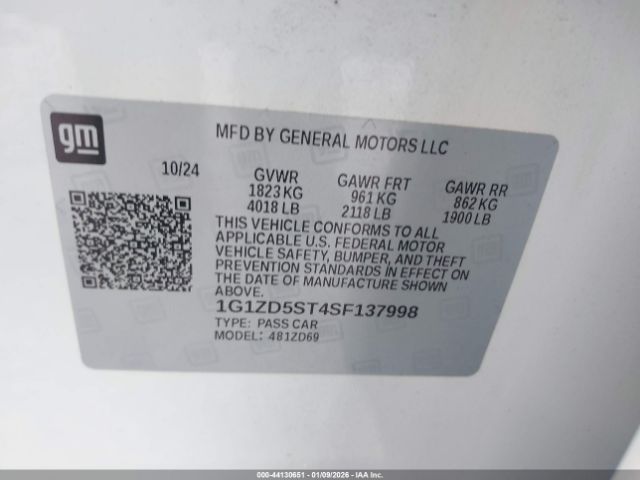 gm
MFD BY GENERAL MOTORS LLC
10/24
GVWR
1823 KG
4018 LB
GAWR FRT
961 KG
2118 LB
GAWR RR
862 KG
1900 LB
THIS VEHICLE CONFORMS TO ALL
APPLICABLE U.S. FEDERAL MOTOR
VEHICLE SAFETY, BUMPER, AND THEFT
PREVENTION STANDARDS IN EFFECT ON
THE DATE OF MANUFACTURE SHOWN
ABOVE.
1G1ZD5ST4SF137998
TYPE: PASS CAR
MODEL: 481ZD69
000-44130651 - 01/09/2026 - IAAI Inc.